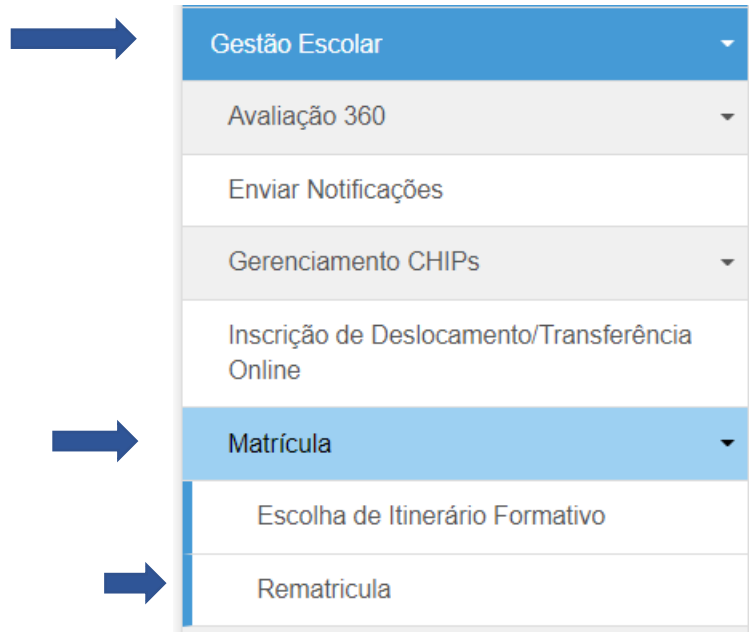 Gestão Escolar
Avaliação 360
Enviar Notificações
Gerenciamento CHIPs
Inscrição de Deslocamento/Transferência
Online
Matrícula
Escolha de Itinerário Formativo
Rematricula